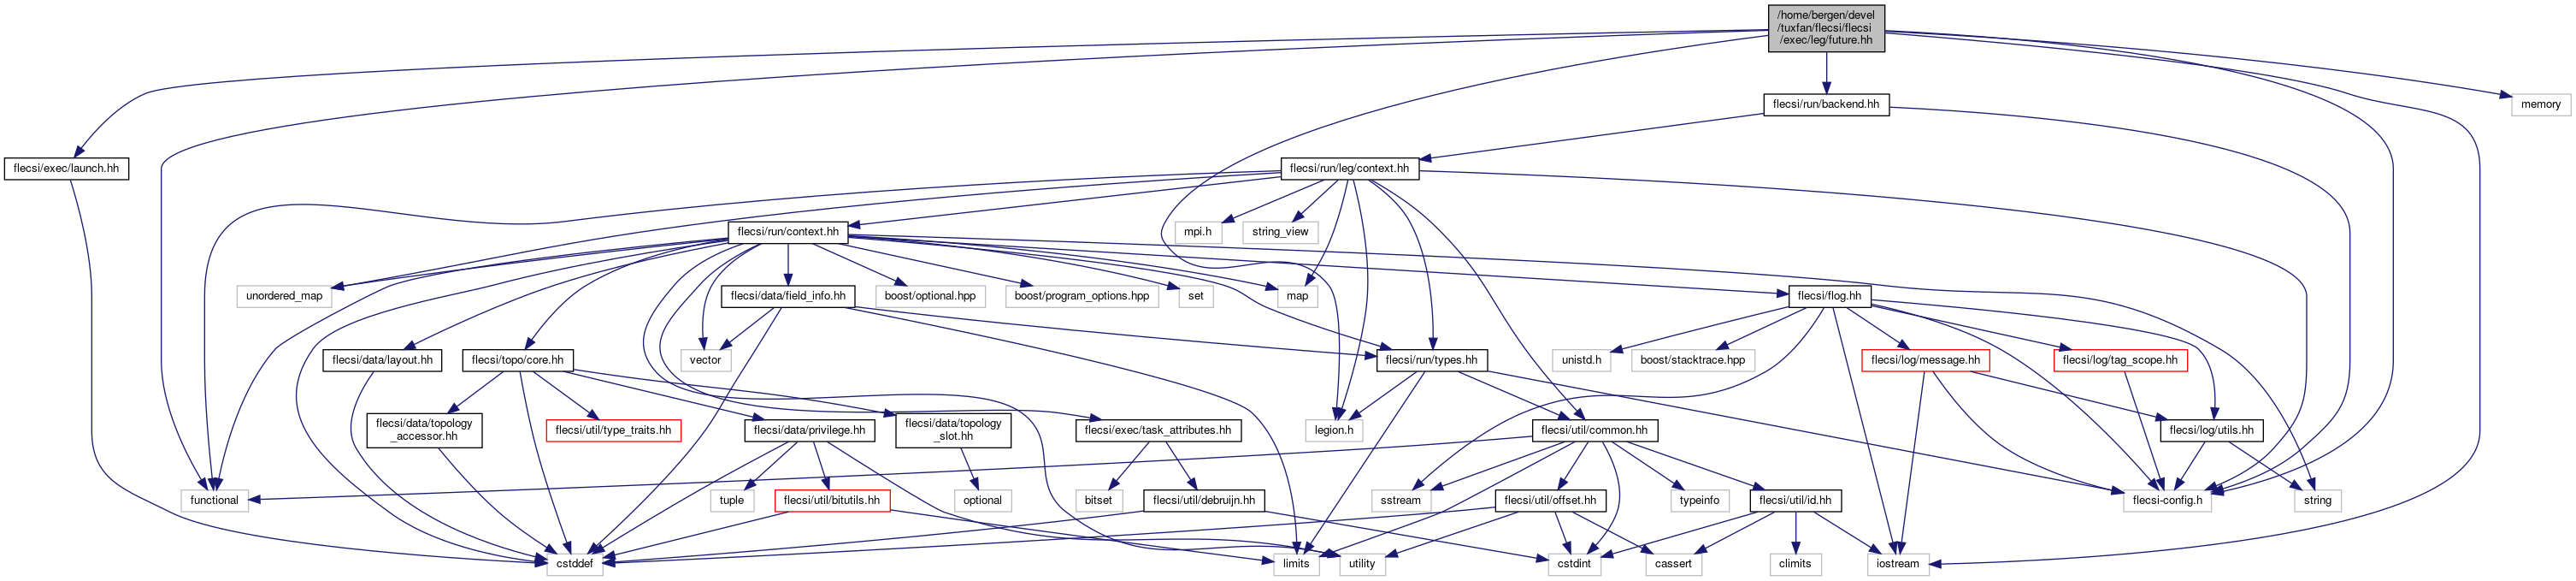 /home/bergen/devel
/tuxfan/flecsi/flecsi
/exec/leg/future.hh
flecsi/run/backend.hh
memory
flecsi/exec/launch.hh
flecsi/run/leg/context.hh
flecsi/run/context.hh
mpi.h
string_view
unordered_map
flecsi/data/field_info.hh
boost/optional.hpp
boost/program_options.hpp
set
map
flecsi/flog.hh
flecsi/data/layout.hh
flecsi/topo/core.hh
vector
flecsi/run/types.hh
unistd.h
boost/stacktrace.hpp
flecsi/log/message.hh
flecsi/log/tag_scope.hh
flecsi/data/topology
_accessor.hh
flecsi/util/type_traits.hh
flecsi/data/privilege.hh
flecsi/data/topology
_slot.hh
flecsi/exec/task_attributes.hh
legion.h
flecsi/util/common.hh
flecsi/log/utils.hh
functional
tuple
flecsi/util/bitutils.hh
optional
bitset
flecsi/util/debruijn.hh
sstream
flecsi/util/offset.hh
typeinfo
flecsi/util/id.hh
flecsi-config.h
string
cstddef
limits
utility
cstdint
cassert
climits
iostream